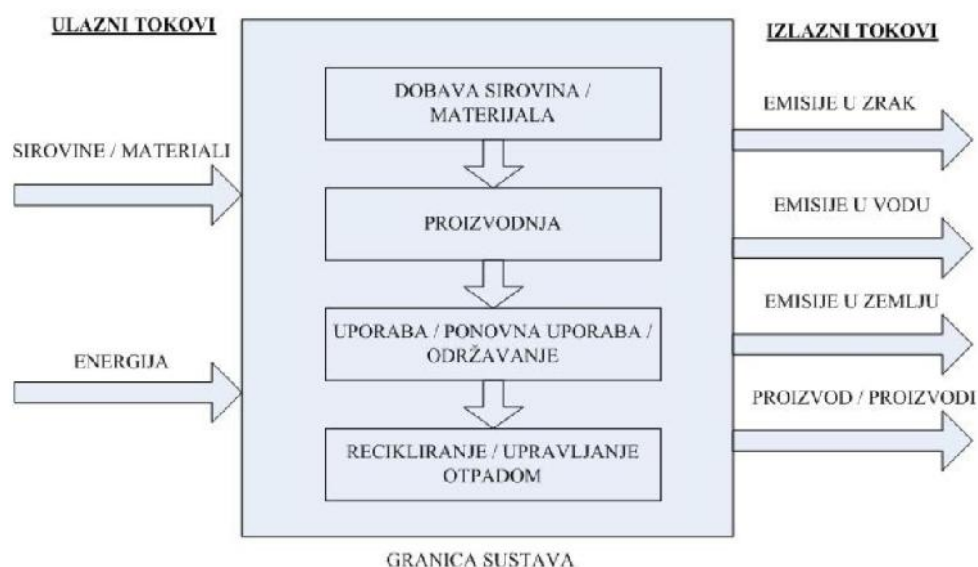 ULAZNI TOKOVI
SIROVINE / MATERIALI
ENERGIJA
DOBAVA SIROVINA /
MATERIJALA
PROIZVODNJA
UPORABA / PONOVNA UPORABA /
ODRŽAVANJE
RECIKLIRANJE / UPRAVLJANJE
OTPADOM
IZLAZNI TOKOVI
EMISIJE U ZRAK
EMISIJE U VODU
EMISIJE U ZEMLJU
PROIZVOD / PROIZVODI
GRANICA SUSTAVA